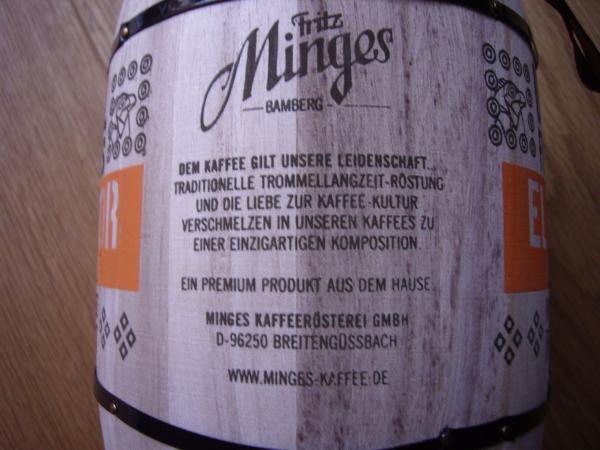 Fritz
Minges
BAMBERG
DEM KAFFEE GILT UNSERE LEIDENSCHAFT...
TRADITIONELLE TROMMELLANGZEIT-RÖSTUNG
UND DIE LIEBE ZUR KAFFEE-KULTUR
VERSCHMELZEN IN UNSEREN KAFFEES ZU
EINER EINZIGARTIGEN KOMPOSITION.
EIN PREMIUM PRODUKT AUS DEM HAUSE
MINGES KAFFEERÖSTEREI GMBH
D-96250 BREITENGÜSSBACH
WWW.MINGES-KAFFEE.DE